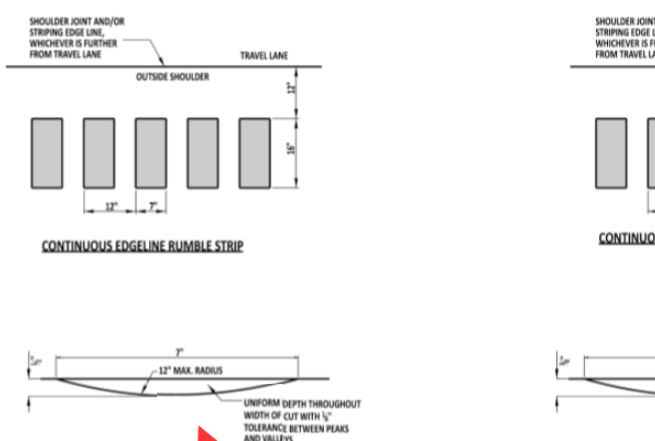 SHOULDER JOINT AND/OR
STRIPING EDGE LINE,
WHICHEVER IS FURTHER
FROM TRAVEL LANE
TRAVEL LANE
OUTSIDE SHOULDER
12"
16"
12"
7"
CONTINUOUS EDGELINE RUMBLE STRIP
7"
12" MAX. RADIUS
UNIFORM DEPTH THROUGHOUT
WIDTH OF CUT WITH ⅛"
TOLERANCE BETWEEN PEAKS
AND VALLEYS
SHOULDER JOINT
STRIPING EDGE
WHICHEVER IS
FROM TRAVEL